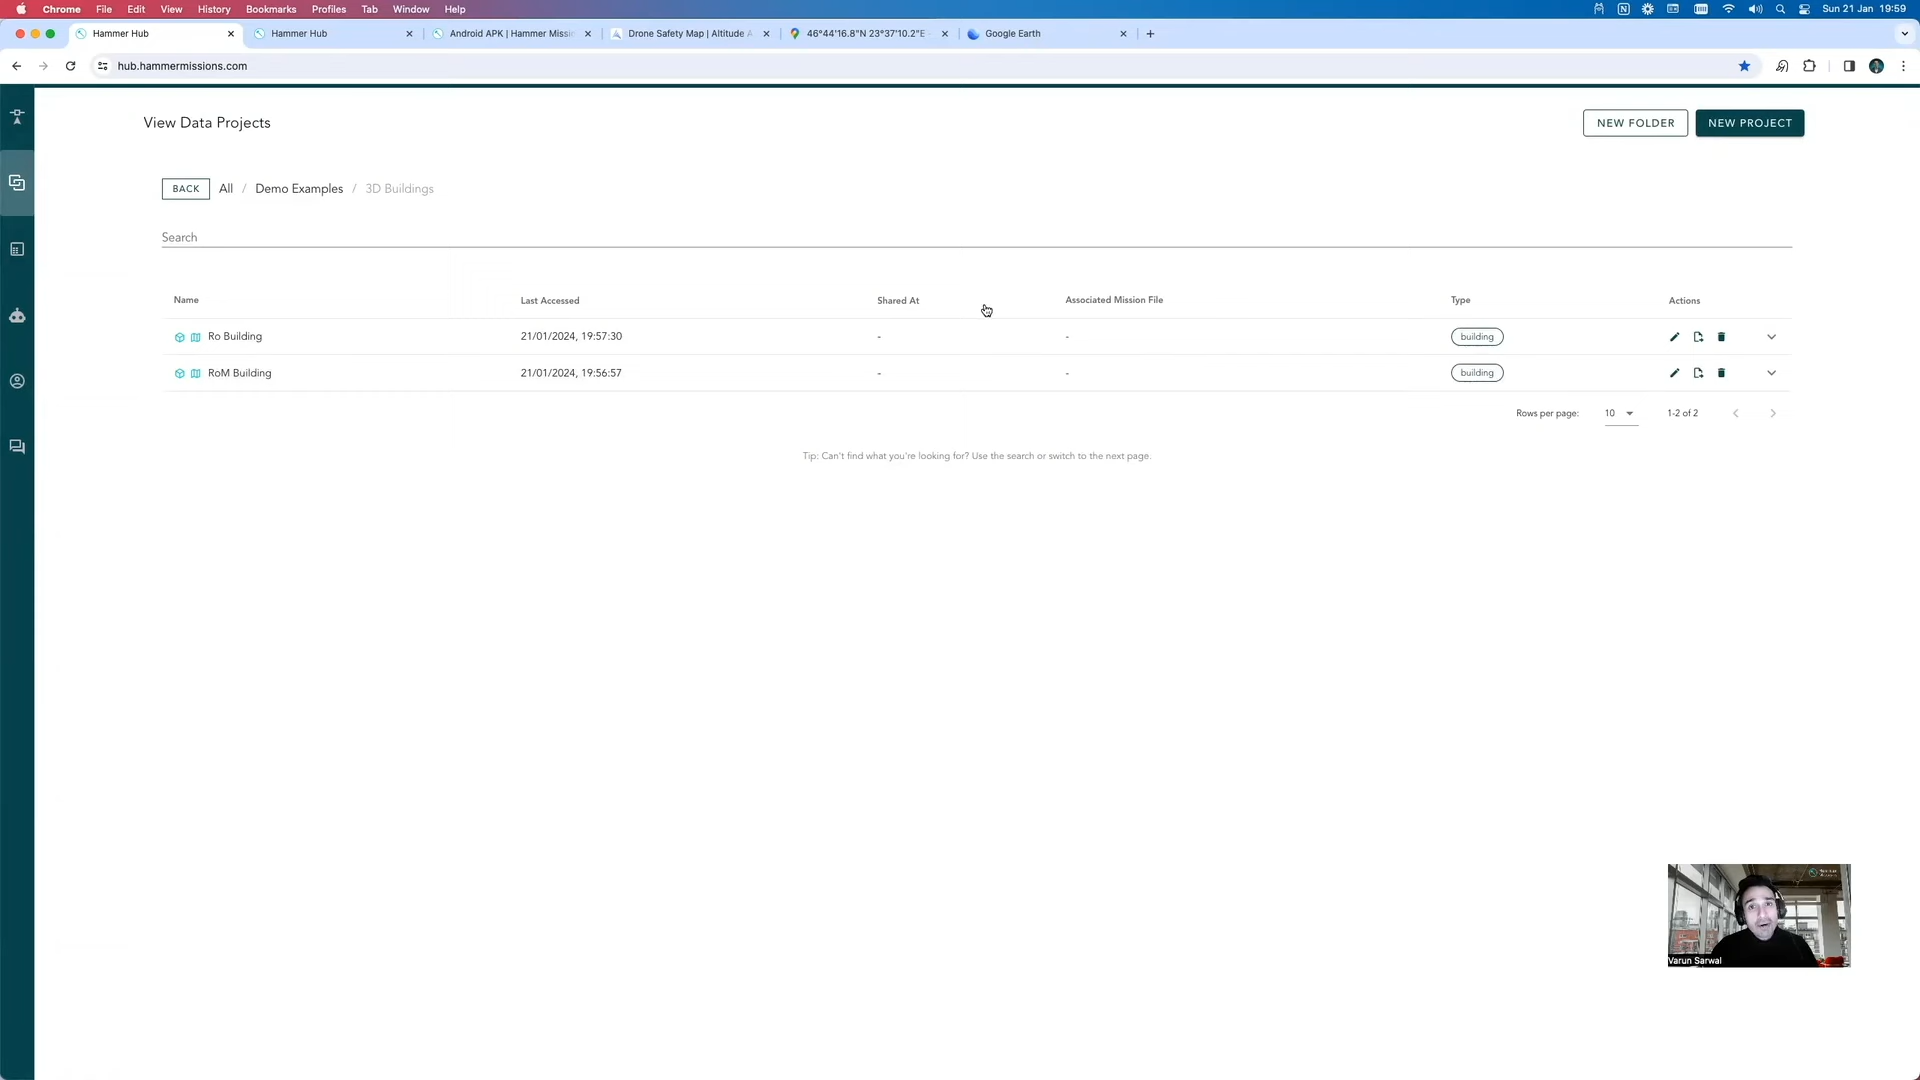 Chrome File Edit View History Bookmarks Profiles Tab Window Help Sun 21 Jan 19:59
Hammer Hub Hammer Hub Android APK | Hammer Missi Drone Safety Map | Altitude A 46°44'16.8"N 23°37'10.2"E - Google Earth
hub.hammermissions.com
View Data Projects NEW FOLDER NEW PROJECT
BACK All / Demo Examples / 3D Buildings
Search
Name Last Accessed Shared At Associated Mission File Type Actions
Ro Building 21/01/2024, 19:57:30 - - building
RoM Building 21/01/2024, 19:56:57 - - building
Rows per page: 10 1-2 of 2
Tip: Can't find what you're looking for? Use the search or switch to the next page.
Varun Sarwal